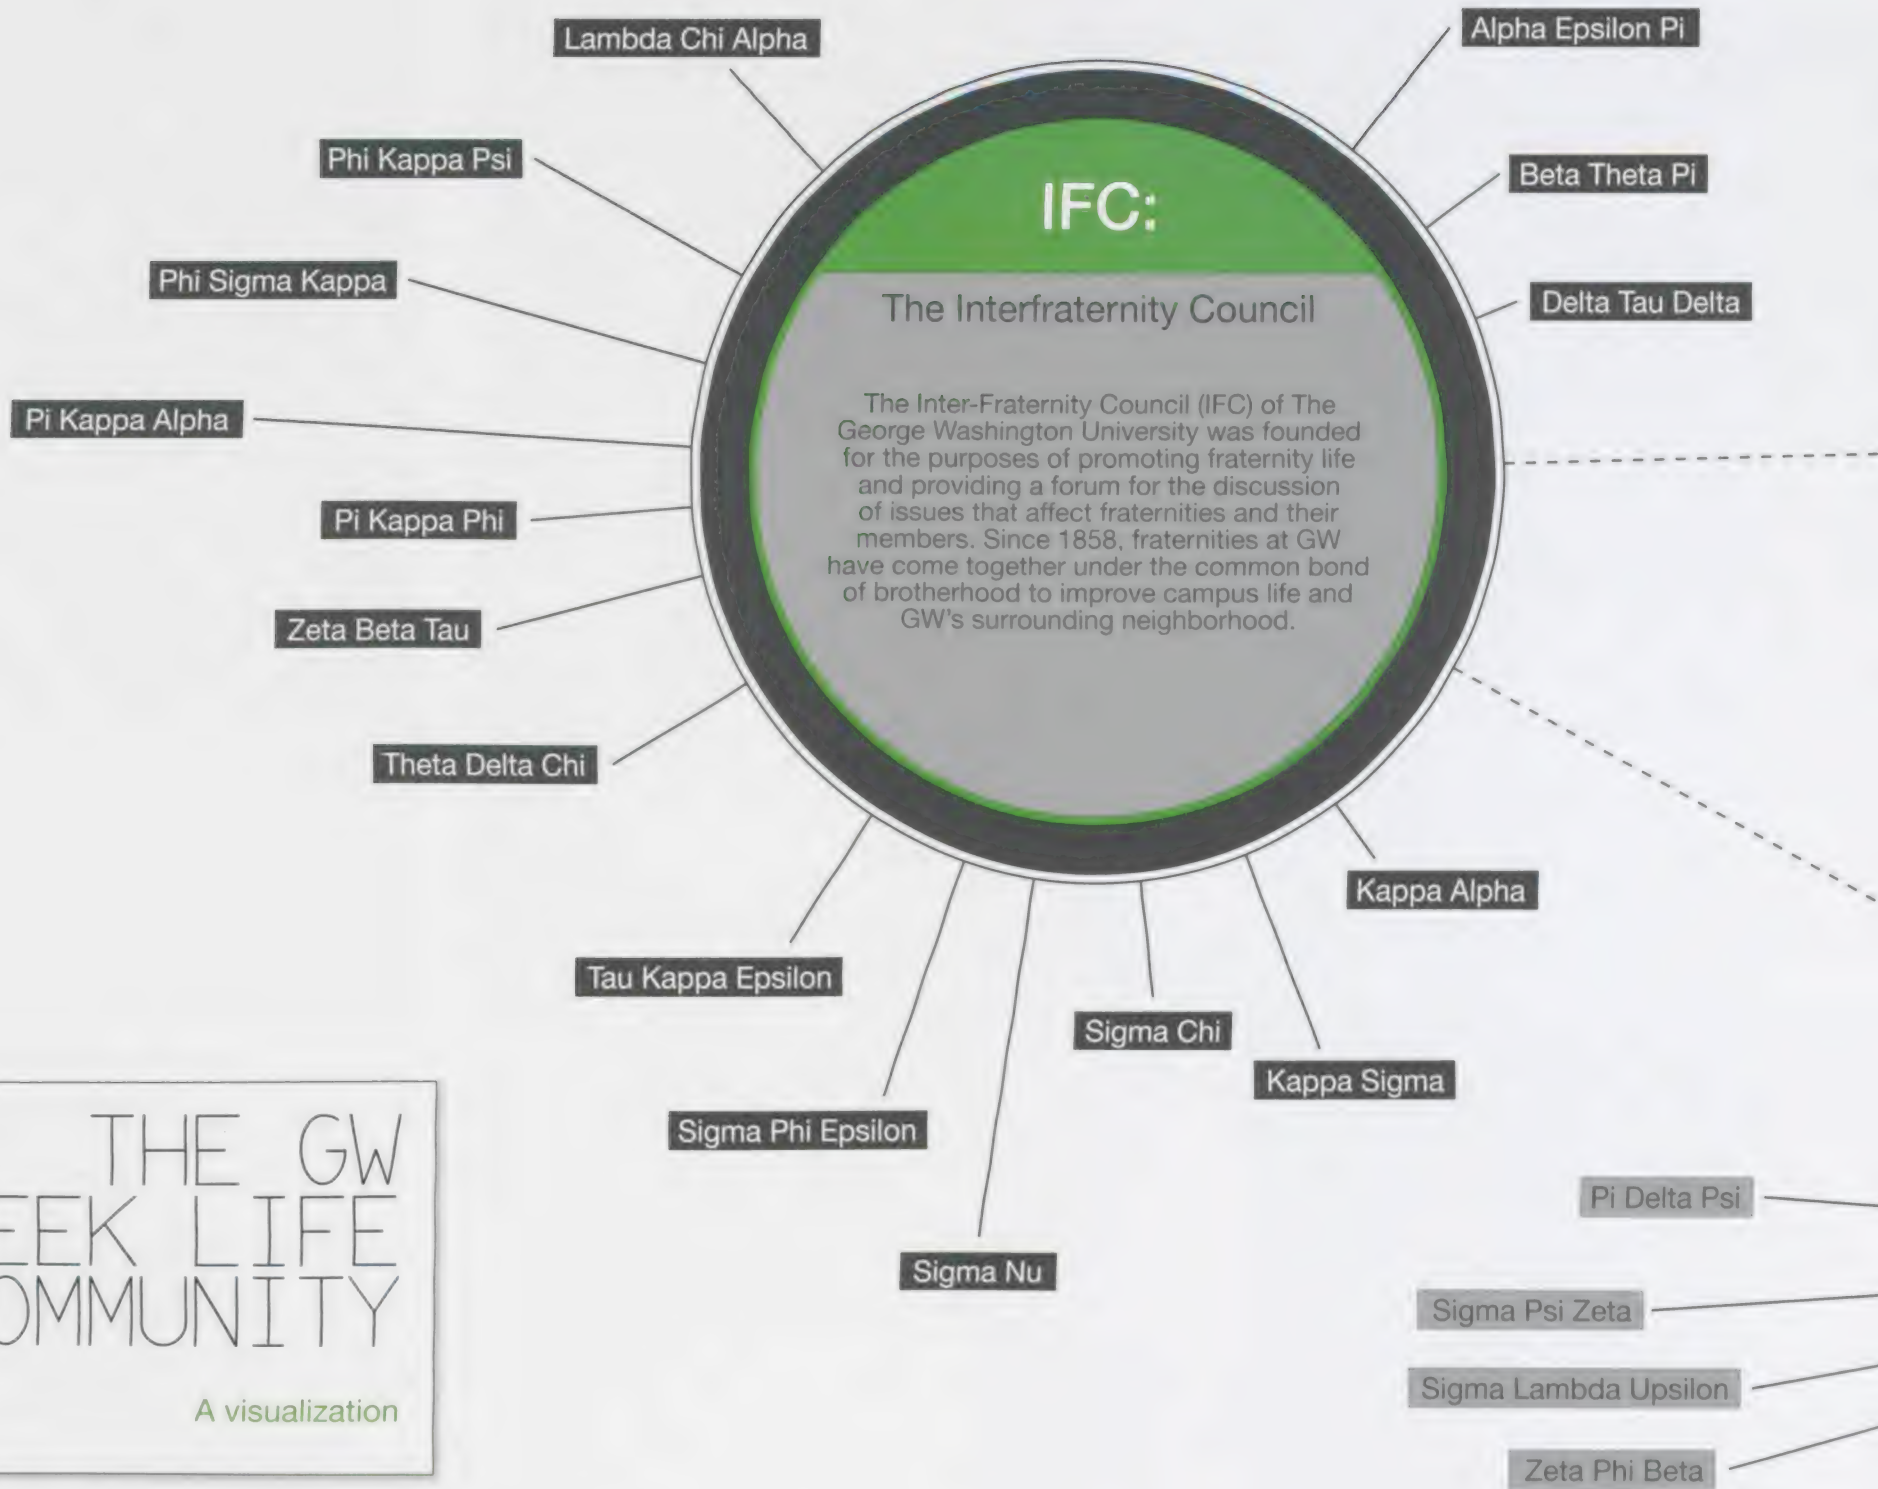 Lambda Chi Alpha
Alpha Epsilon Pi
Phi Kappa Psi
Beta Theta Pi
Phi Sigma Kappa
Delta Tau Delta
Pi Kappa Alpha
Pi Kappa Phi
Zeta Beta Tau
Theta Delta Chi
IFC:
The Interfraternity Council
The Inter-Fraternity Council (IFC) of The
George Washington University was founded
for the purposes of promoting fraternity life
and providing a forum for the discussion
of issues that affect fraternities and their
members. Since 1858, fraternities at GW
have come together under the common bond
of brotherhood to improve campus life and
GW's surrounding neighborhood.
Kappa Alpha
Tau Kappa Epsilon
Sigma Chi
Kappa Sigma
Sigma Phi Epsilon
Sigma Nu
THE GW
EEK LIFE
OMMUNITY
A visualization
Pi Delta Psi
Sigma Psi Zeta
Sigma Lambda Upsilon
Zeta Phi Beta